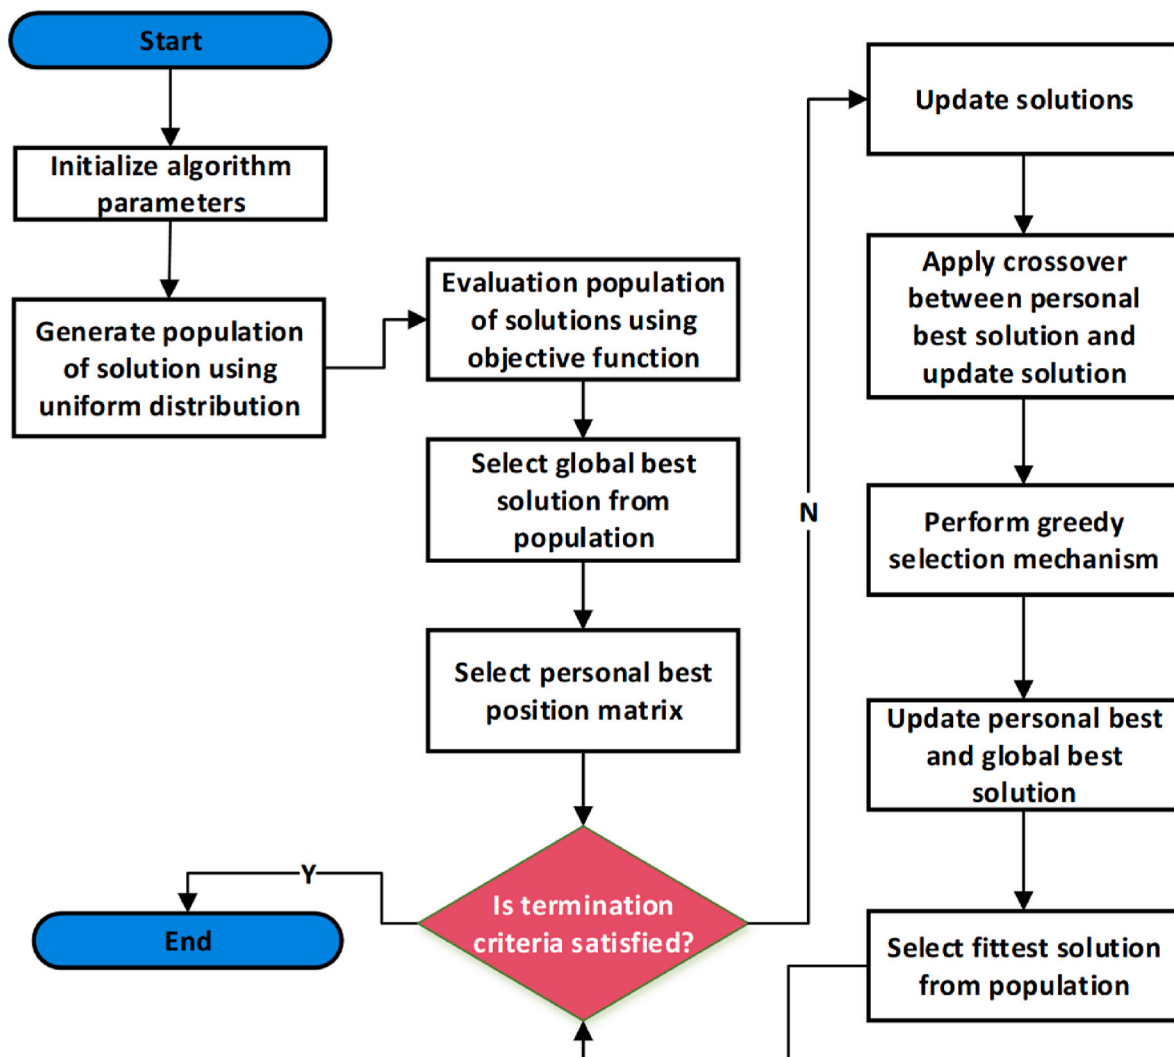 Start
Initialize algorithm
parameters
Generate population
of solution using
uniform distribution
Evaluation population
of solutions using
objective function
Select global best
solution from
population
Select personal best
position matrix
Is termination
criteria satisfied?
Y
End
N
Update solutions
Apply crossover
between personal
best solution and
update solution
Perform greedy
selection mechanism
Update personal best
and global best
solution
Select fittest solution
from population